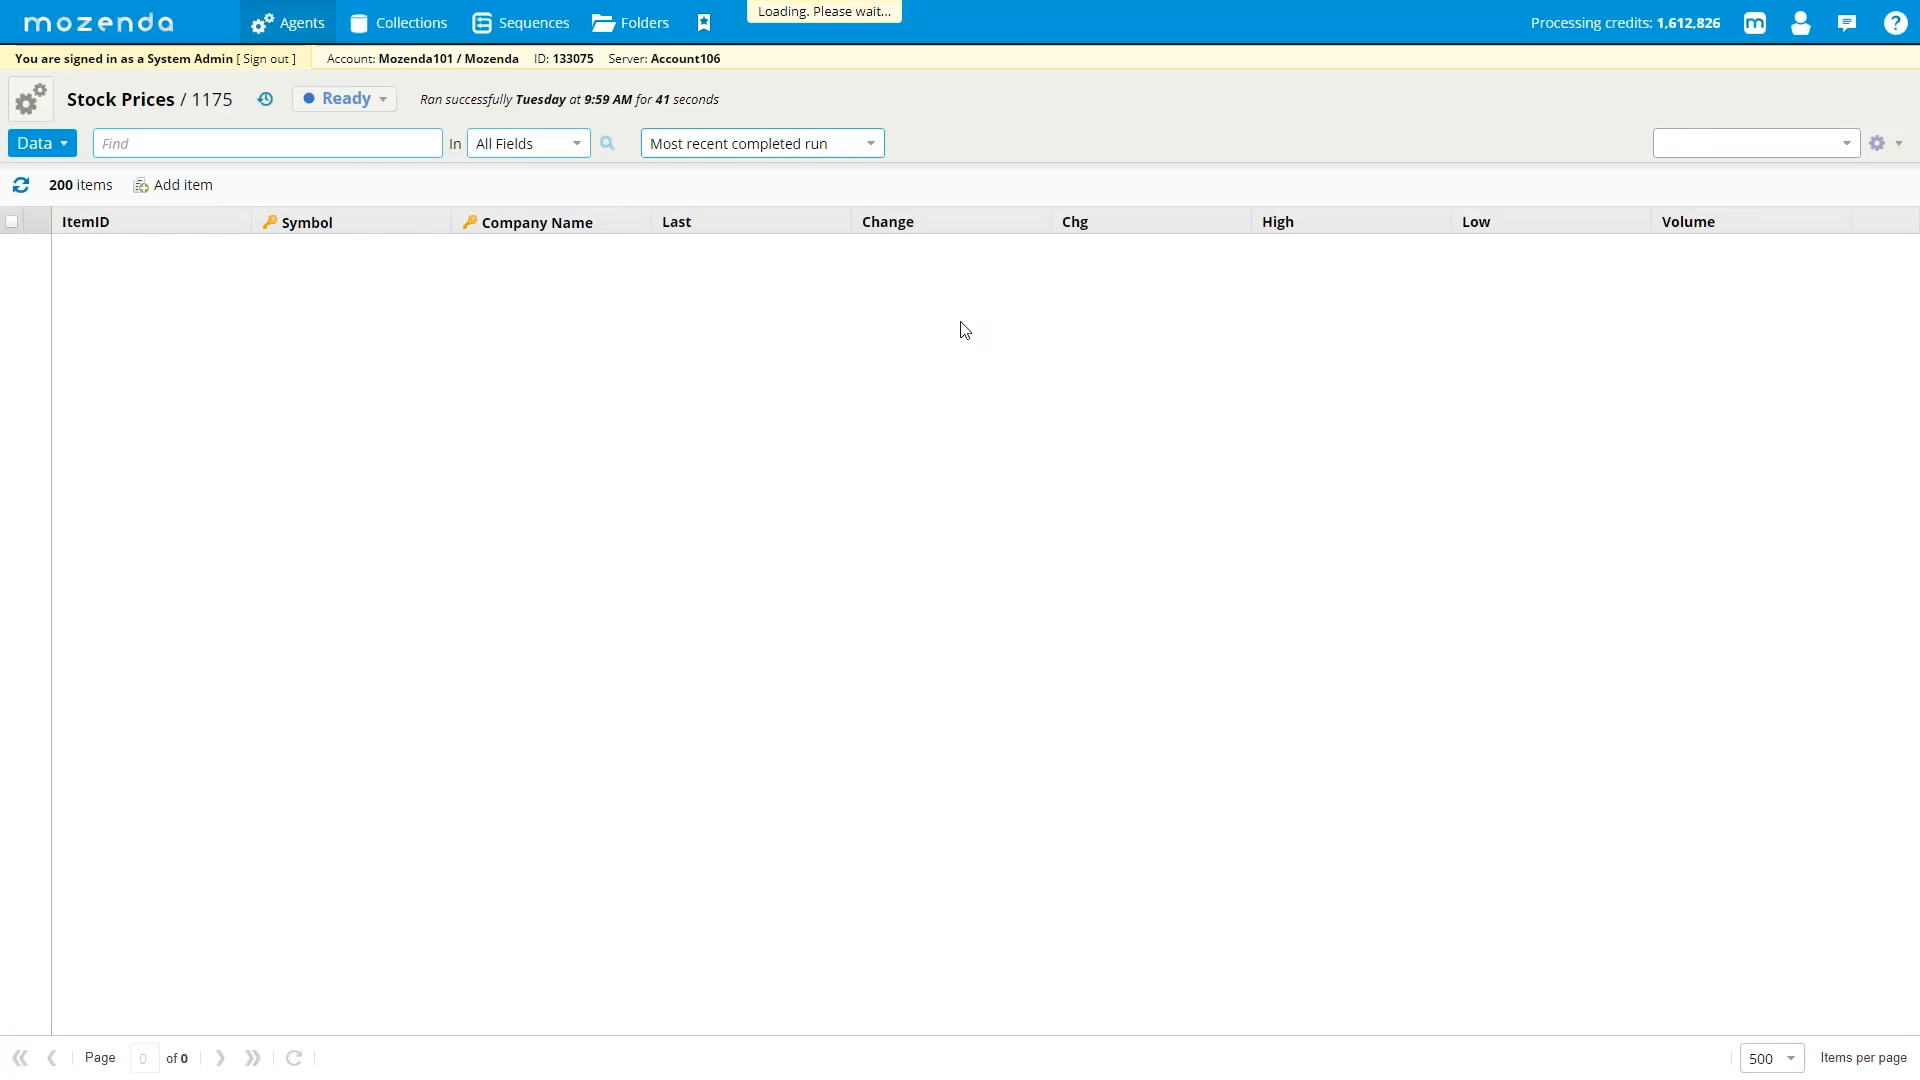 mozenda Agents Collections Sequences Folders Loading. Please wait... Processing credits: 1,612,826 m ?
You are signed in as a System Admin [ Sign out ] Account: Mozenda101 / Mozenda ID: 133075 Server: Account106
Stock Prices / 1175 Ready Ran successfully Tuesday at 9:59 AM for 41 seconds
Data Find In All Fields Most recent completed run
200 items Add item
ItemID Symbol Company Name Last Change Chg High Low Volume
Page 0 of 0 500 Items per page